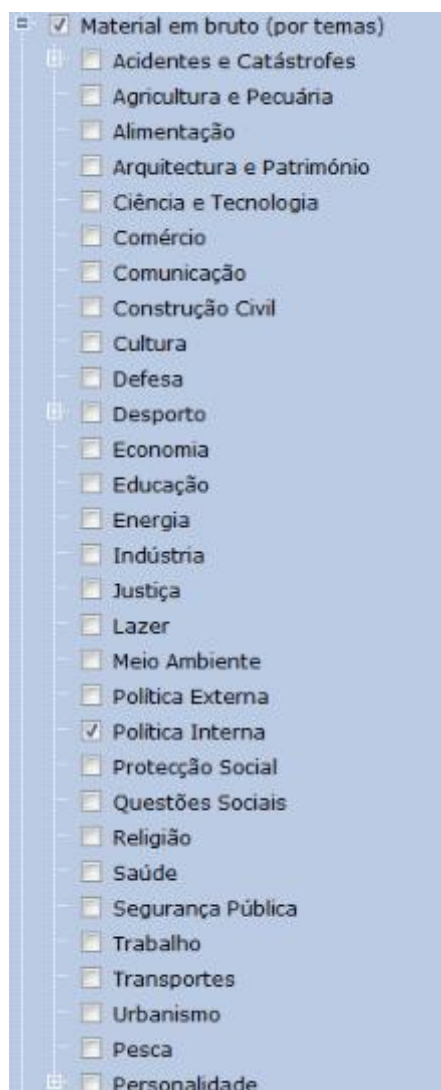 Material em bruto (por temas)
Acidentes e Catástrofes
Agricultura e Pecuária
Alimentação
Arquitectura e Património
Ciência e Tecnologia
Comércio
Comunicação
Construção Civil
Cultura
Defesa
Desporto
Economia
Educação
Energia
Indústria
Justiça
Lazer
Meio Ambiente
Política Externa
Política Interna
Protecção Social
Questões Sociais
Religião
Saúde
Segurança Pública
Trabalho
Transportes
Urbanismo
Pesca
Personalidade